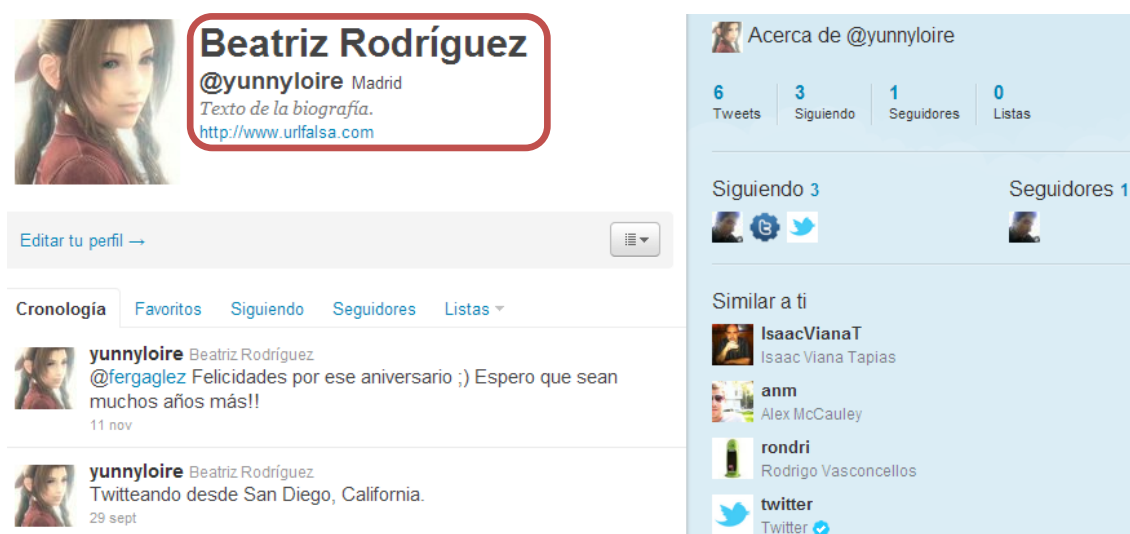 Beatriz Rodríguez
@yunnyloire Madrid
Texto de la biografía.
http://www.urlfalsa.com
Editar tu perfil →
Cronología Favoritos Siguiendo Seguidores Listas
yunnyloire Beatriz Rodríguez
@fergaglez Felicidades por ese aniversario ;) Espero que sean
muchos años más!!
11 nov
yunnyloire Beatriz Rodríguez
Twitteando desde San Diego, California.
29 sept
Acerca de @yunnyloire
6 3 1 0
Tweets Siguiendo Seguidores Listas
Siguiendo 3 Seguidores 1
Similar a ti
IsaacVianaT
Isaac Viana Tapias
anm
Alex McCauley
rondri
Rodrigo Vasconcellos
twitter
Twitter